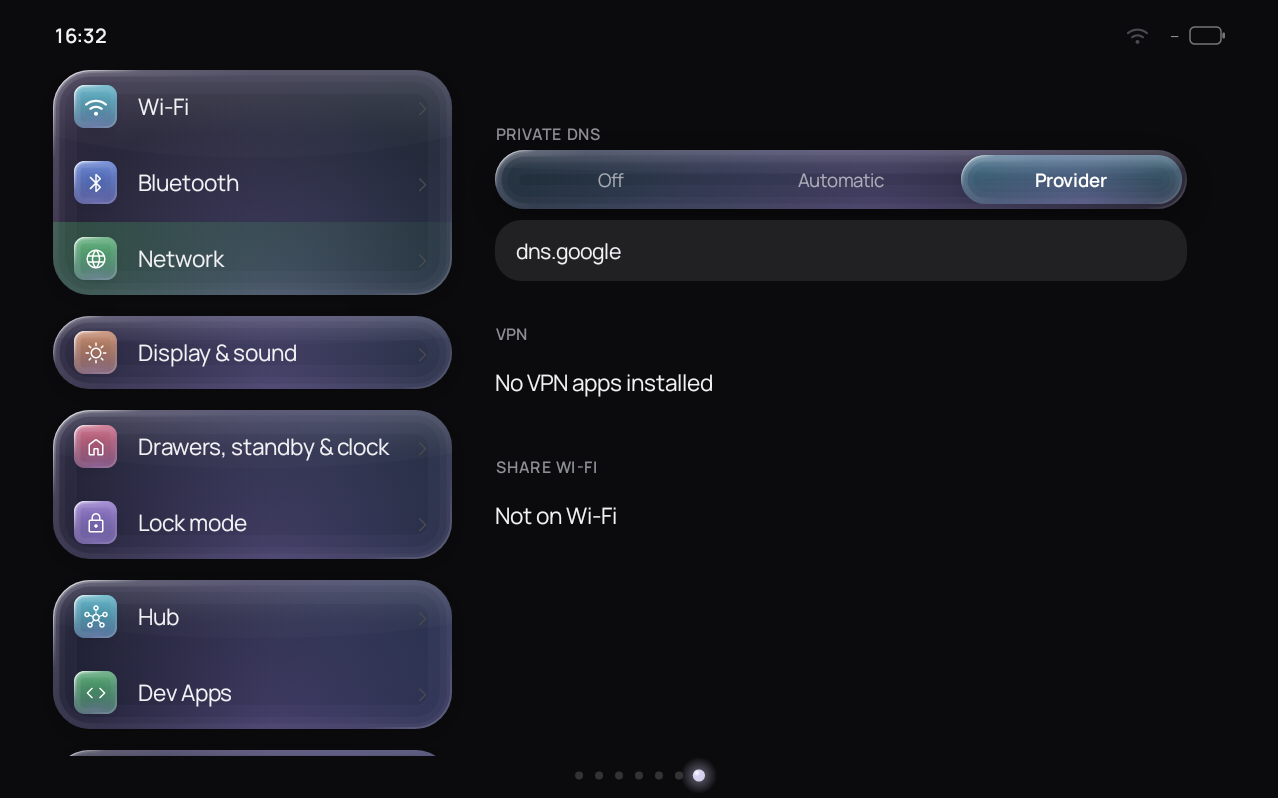 16:32
–
Wi-Fi
Bluetooth
Network
Display & sound
Drawers, standby & clock
Lock mode
Hub
Dev Apps
PRIVATE DNS
Off
Automatic
Provider
dns.google
VPN
No VPN apps installed
SHARE WI-FI
Not on Wi-Fi